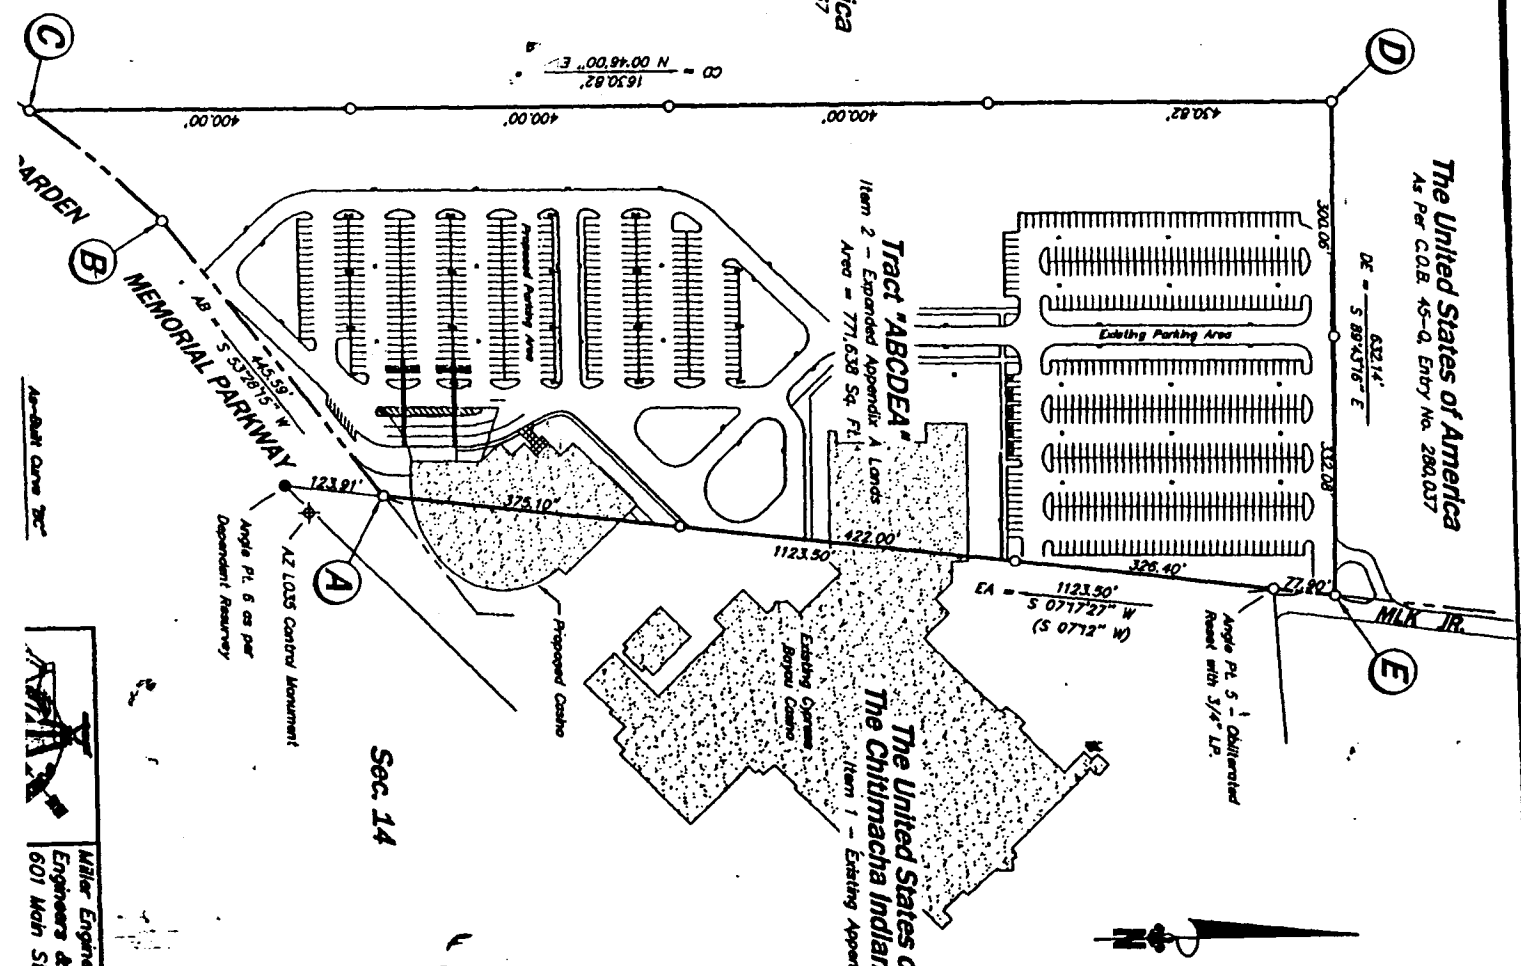 C
D
CD = 1630.82'
N 00°46'00" E
400.00'
400.00'
400.00'
430.82'
The United States of America
As Per C.O.B. 45-Q, Entry No. 280,037
DE = 632.14'
S 89°43'16" E
300.06'
332.08'
Existing Parking Area
Proposed Parking Area
Tract "ABCDEA"
Item 2 - Expanded Appendix A Lands
Area = 771,638 Sq. Ft.
ARDEN
MEMORIAL PARKWAY
B
AB = 445.59'
S 53°28'15" W
As-Built Curve "BC"
123.91'
375.10"
422.00'
1123.50'
326.40'
77.90'
EA = 1123.50'
S 07°17'27" W
(S 07°12" W)
MLK JR.
E
A
Angle Pt. 5 - Obliterated
Reset with 3/4" I.P.
Angle Pt. 6 as per
Dependent Resurvey
AZ LO35 Control Monument
Proposed Casino
Existing Cypress
Bayou Casino
The United States
The Chitimacha Indian
Item 1 - Existing Appen
Sec. 14
N
Miller Engine
Engineers &
601 Main St
ica